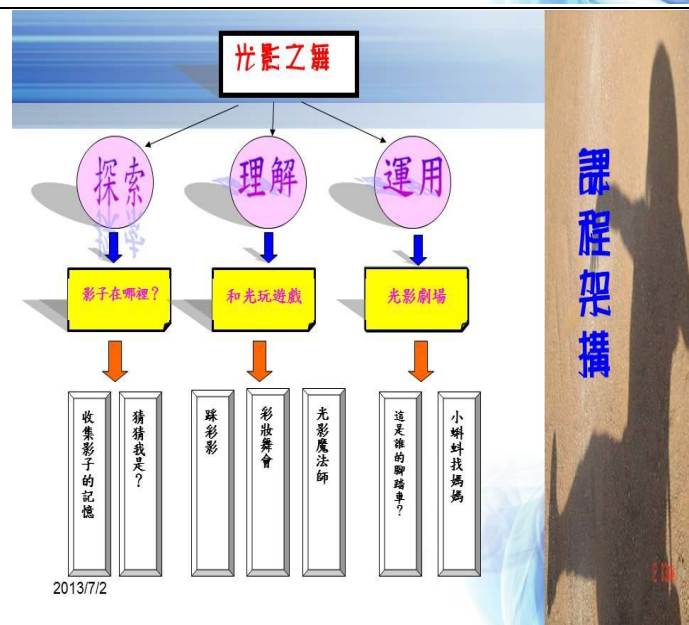 光影之舞
探索
理解
運用
影子在哪裡？
和光玩遊戲
光影劇場
收集影子的記憶
猜猜我是？
踩彩影
彩妝舞會
光影魔法師
這是誰的腳踏車？
小蝌蚪找媽媽
課程架構
2013/7/2